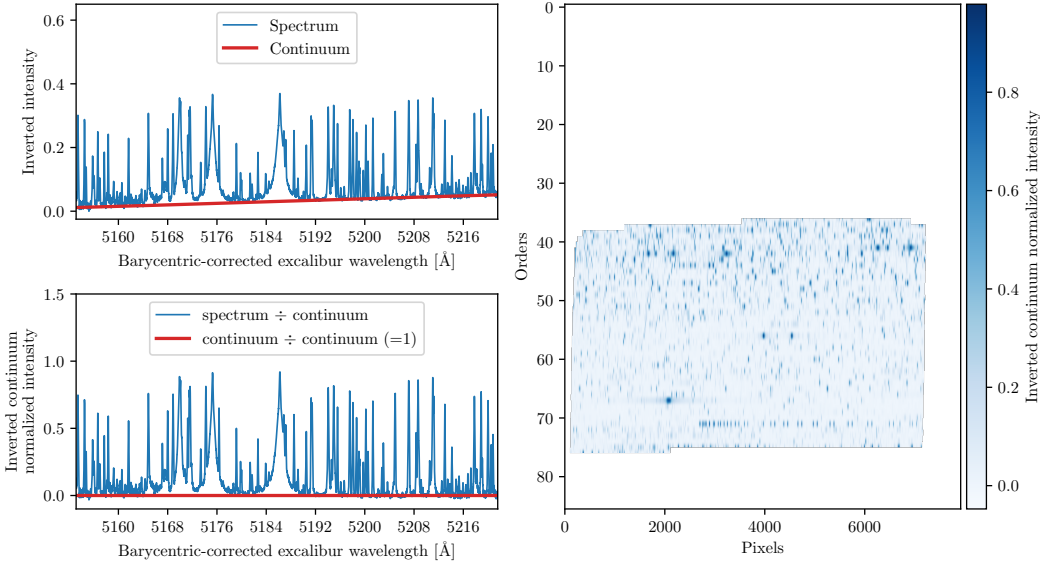 Spectrum
Continuum
Inverted intensity
0.6
0.4
0.2
0.0
5160 5168 5176 5184 5192 5200 5208 5216
Barycentric-corrected excalibur wavelength [Å]
spectrum ÷ continuum
continuum ÷ continuum (=1)
Inverted continuum
normalized intensity
1.5
1.0
0.5
0.0
5160 5168 5176 5184 5192 5200 5208 5216
Barycentric-corrected excalibur wavelength [Å]
Orders
0
10
20
30
40
50
60
70
80
0 2000 4000 6000
Pixels
0.8
0.6
0.4
0.2
0.0
Inverted continuum normalized intensity